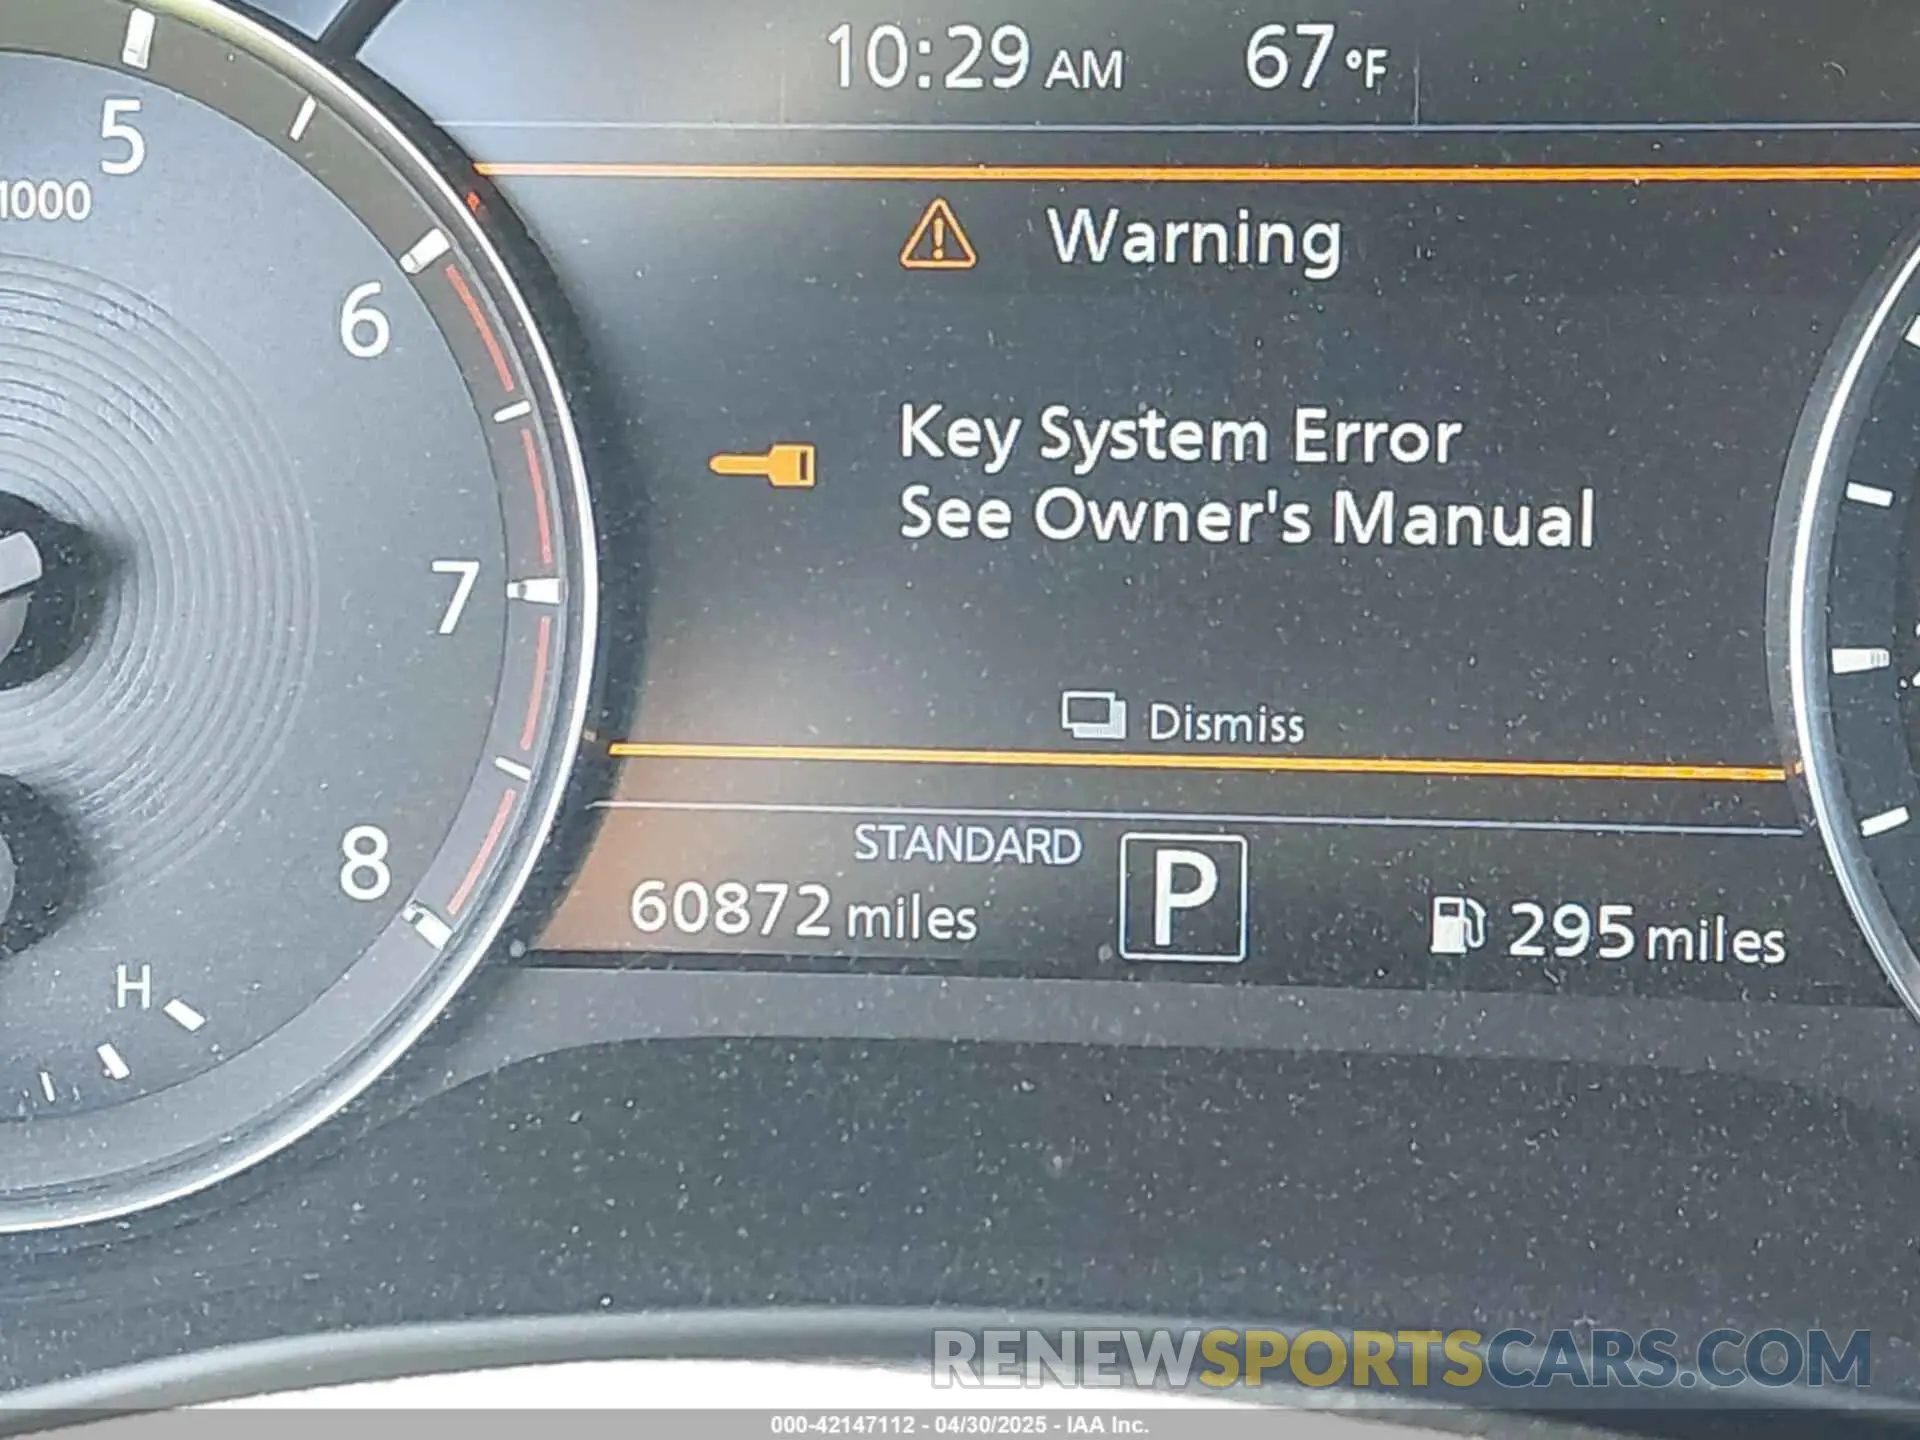 10:29 AM 67 °F
5
1000
Warning
6
Key System Error
See Owner's Manual
7
Dismiss
STANDARD
P
8
60872 miles
295 miles
H
RENEWSPORTSCARS.COM
000-42147112 - 04/30/2025 - IAA Inc.